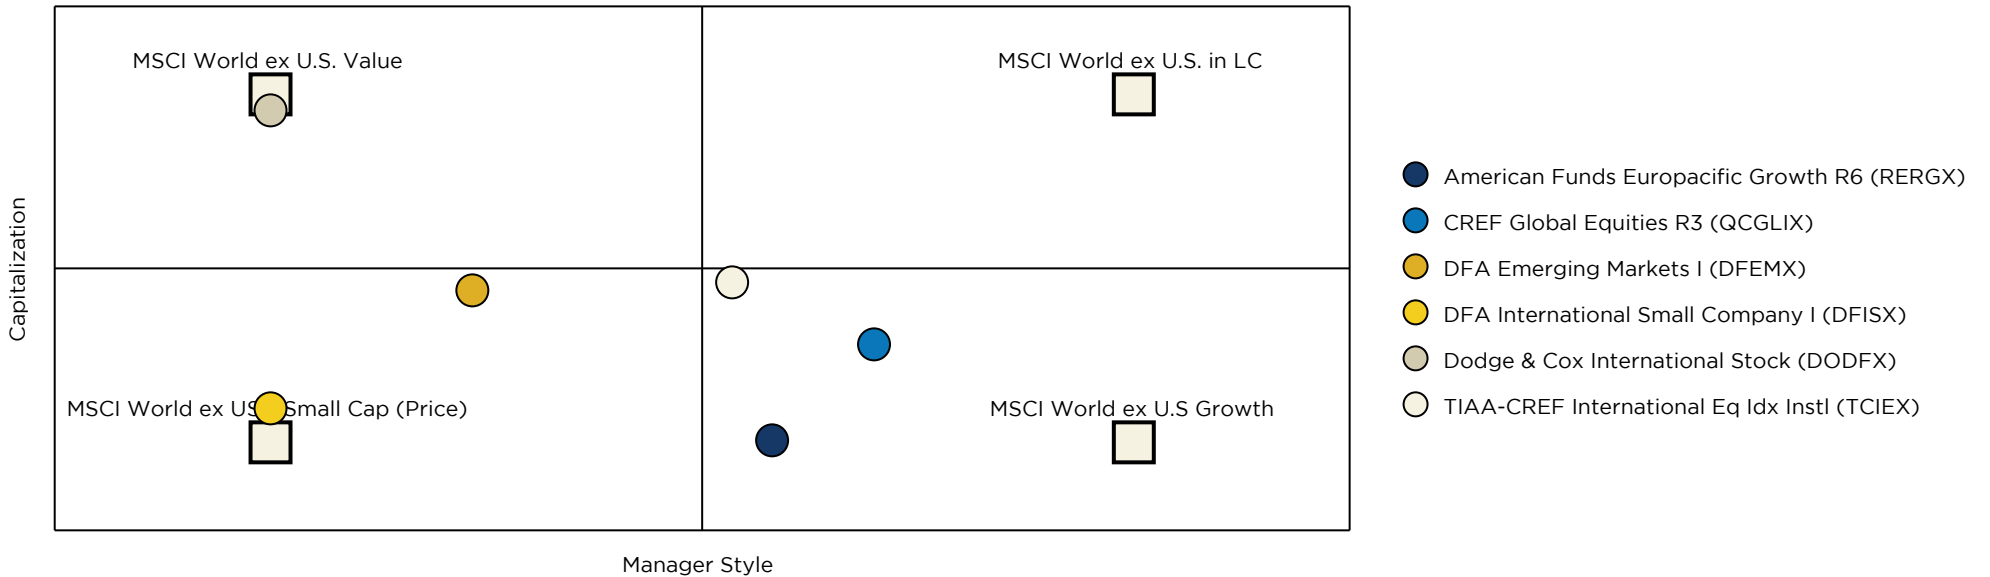 MSCI World ex U.S. Value
MSCI World ex U.S. in LC
Capitalization
American Funds Europacific Growth R6 (RERGX)
CREF Global Equities R3 (QCGLIX)
DFA Emerging Markets I (DFEMX)
DFA International Small Company I (DFISX)
Dodge & Cox International Stock (DODFX)
TIAA-CREF International Eq Idx Instl (TCIEX)
MSCI World ex US Small Cap (Price)
MSCI World ex U.S Growth
Manager Style